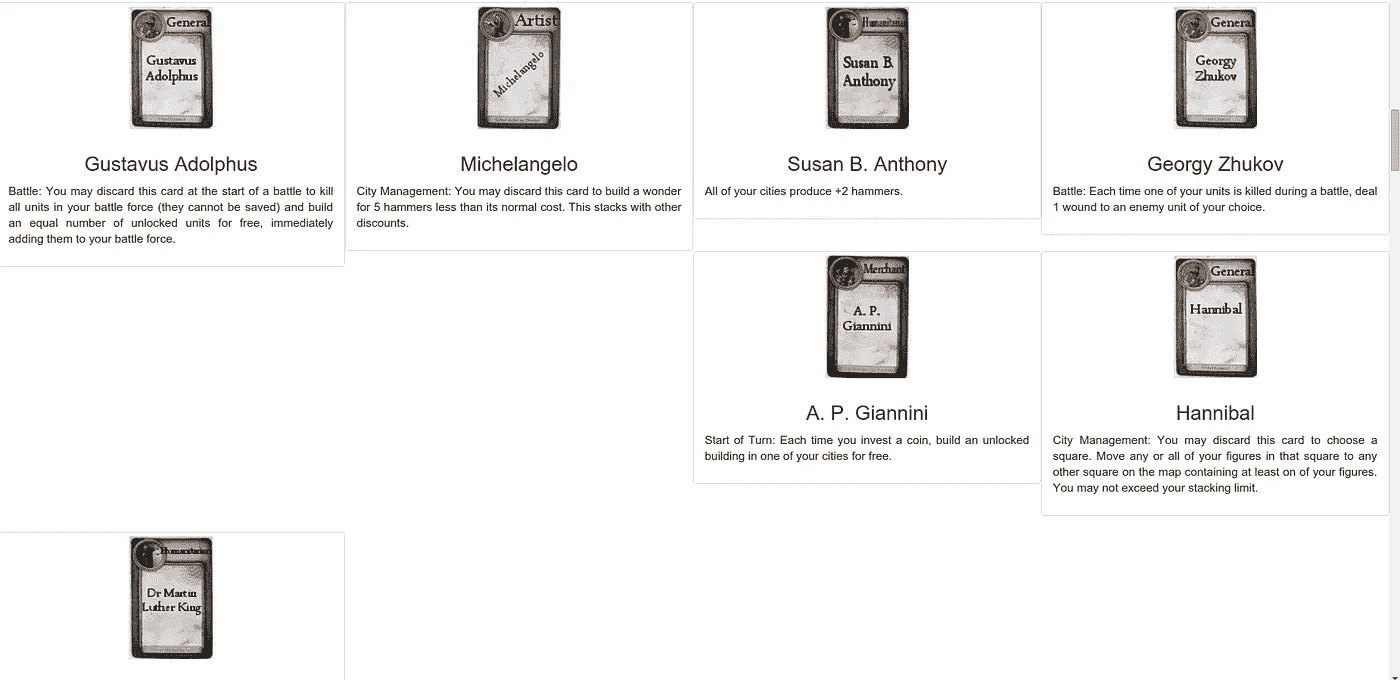 General
Gustavus
Adolphus
Gustavus Adolphus
Battle: You may discard this card at the start of a battle to kill
all units in your battle force (they cannot be saved) and build
an equal number of unlocked units for free, immediately
adding them to your battle force.
Artist
Michelangelo
Michelangelo
City Management: You may discard this card to build a wonder
for 5 hammers less than its normal cost. This stacks with other
discounts.
Humanitarian
Susan B.
Anthony
Susan B. Anthony
All of your cities produce +2 hammers.
General
Georgy
Zhukov
Georgy Zhukov
Battle: Each time one of your units is killed during a battle, deal
1 wound to an enemy unit of your choice.
Merchant
A. P.
Giannini
A. P. Giannini
Start of Turn: Each time you invest a coin, build an unlocked
building in one of your cities for free.
General
Hannibal
Hannibal
City Management: You may discard this card to choose a
square. Move any or all of your figures in that square to any
other square on the map containing at least on of your figures.
You may not exceed your stacking limit.
Humanitarian
Dr Martin
Luther King